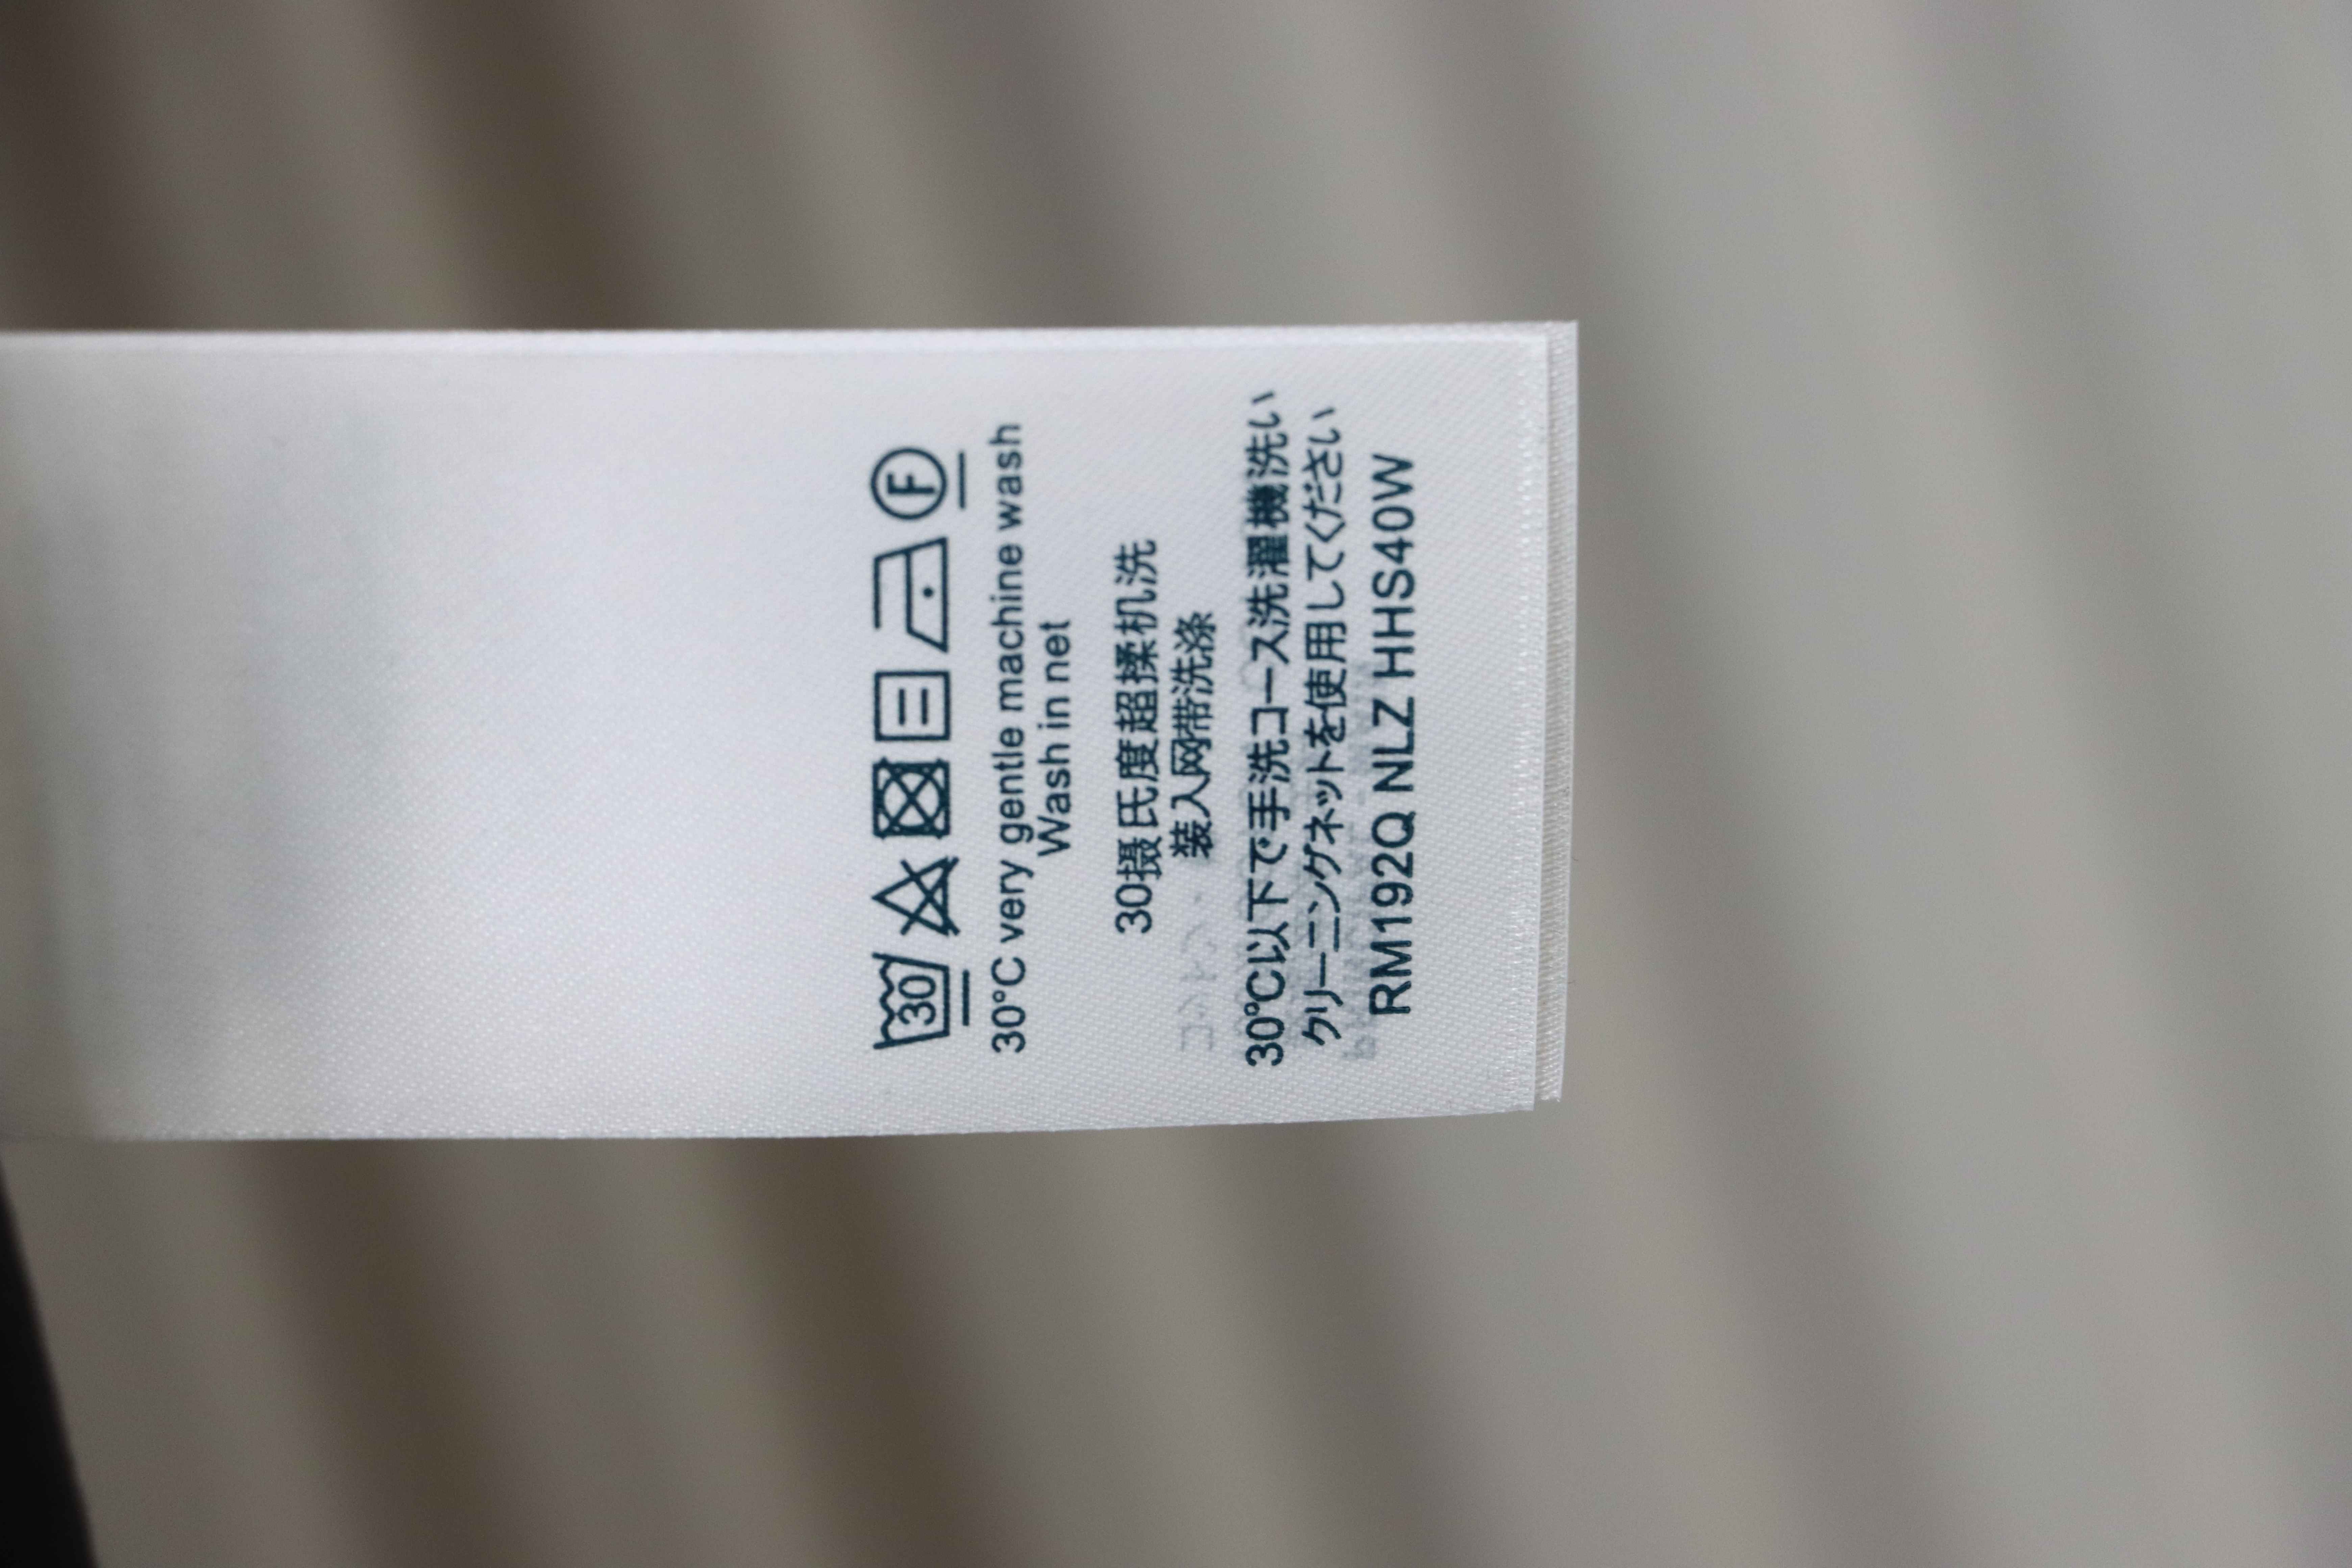 30
F
30°C very gentle machine wash
Wash in net
30摄氏度超揉机洗
装入网带洗涤
30℃以下で手洗コース洗濯機洗い
クリーニングネットを使用してください
RM192Q NLZ HHS40W